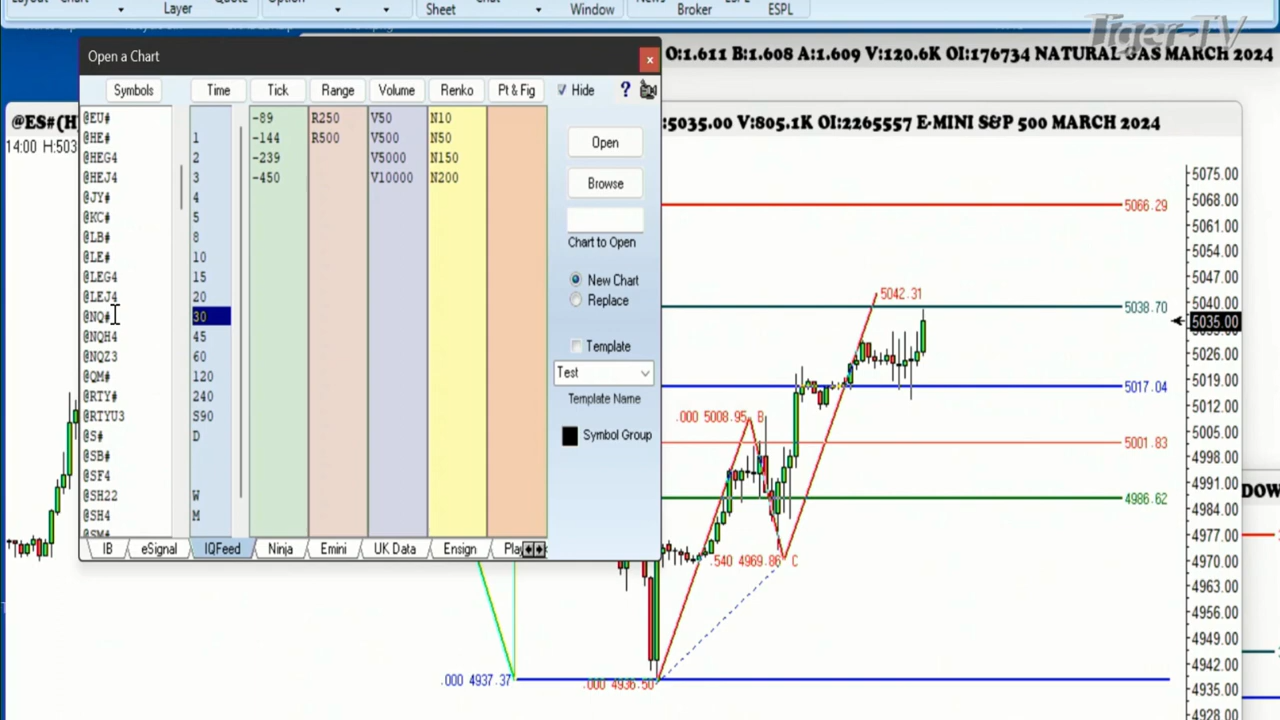 Layout Chart Layer Quote Option Sheet Chat Window News Broker ESPL ESPL
Tiger-TV
O:1.611 B:1.608 A:1.609 V:120.6K OI:176734 NATURAL GAS MARCH 2024
Open a Chart
x
Symbols Time Tick Range Volume Renko Pt & Fig Hide ?
@EU# -89 R250 V50 N10
@HE# 1 -144 R500 V500 N50
@HEG4 2 -239 V5000 N150
@HEJ4 3 -450 V10000 N200
@JY# 4
@KC# 5
@LB# 8
@LE# 10
@LEG4 15
@LEJ4 20
@NQ# 30
@NQH4 45
@NQZ3 60
@QM# 120
@RTY# 240
@RTYU3 S90
@S# D
@SB#
@SF4
@SH22 W
@SH4 M
Open
Browse
Chart to Open
New Chart
Replace
Template
Test
Template Name
Symbol Group
IB eSignal IQFeed Ninja Emini UK Data Ensign
@ES#(H
:5035.00 V:805.1K OI:2265557 E-MINI S&P 500 MARCH 2024
14:00 H:503
5066.29
5042.31
5038.70
5017.04
.000 5008.95 B
5001.83
4986.62
.540 4969.86 C
.000 4937.37
.000 4936.50
5075.00
5068.00
5061.00
5054.00
5047.00
5040.00
5035.00
5026.00
5019.00
5012.00
5005.00
4998.00
4991.00
4984.00
4977.00
4970.00
4963.00
4956.00
4949.00
4942.00
4935.00
4928.00
DOW